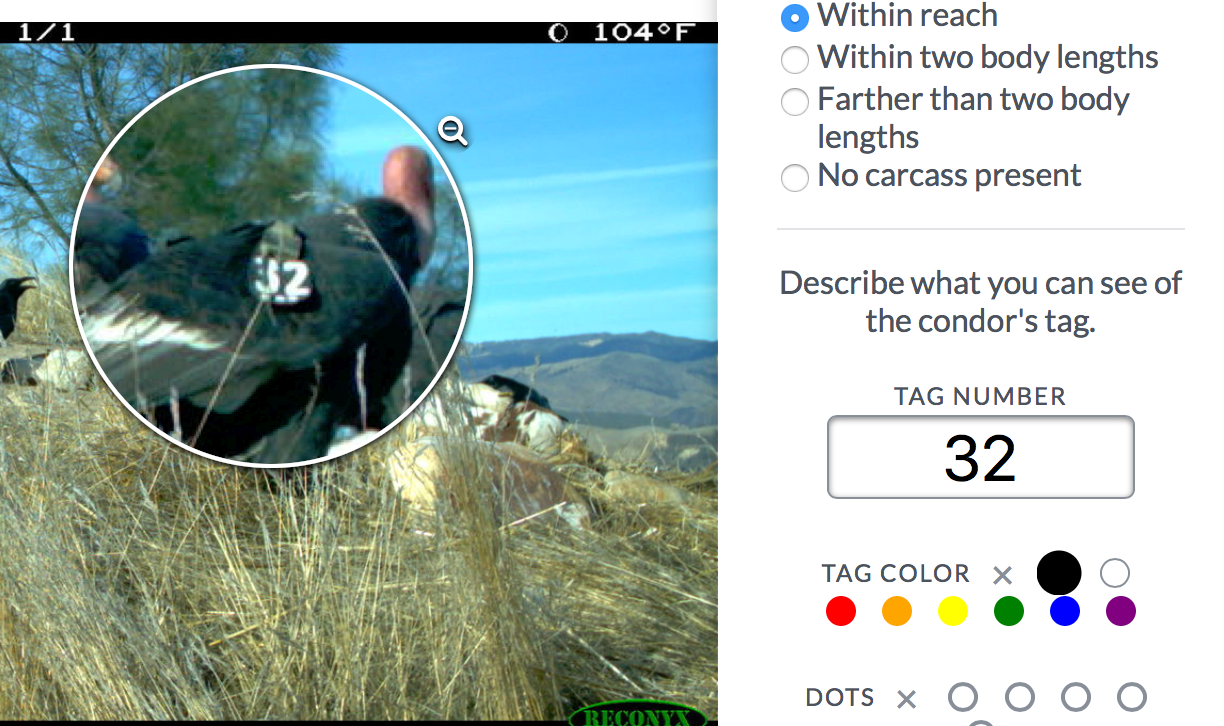 1/1 104°F
32
RECONYX
Within reach
Within two body lengths
Farther than two body
lengths
No carcass present
Describe what you can see of
the condor's tag.
TAG NUMBER
32
TAG COLOR
DOTS